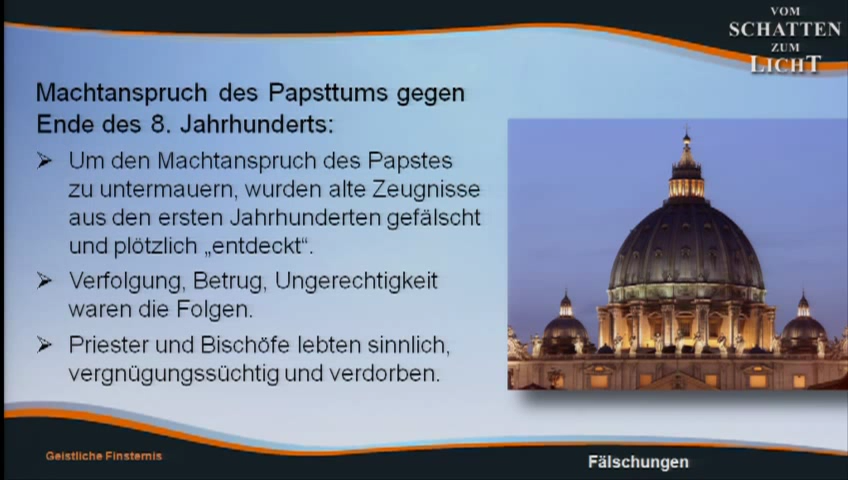 VOM
SCHATTEN
ZUM
LICHT
Machtanspruch des Papsttums gegen
Ende des 8. Jahrhunderts:
➢ Um den Machtanspruch des Papstes
zu untermauern, wurden alte Zeugnisse
aus den ersten Jahrhunderten gefälscht
und plötzlich „entdeckt“.
➢ Verfolgung, Betrug, Ungerechtigkeit
waren die Folgen.
➢ Priester und Bischöfe lebten sinnlich,
vergnügungssüchtig und verdorben.
Geistliche Finsternis
Fälschungen